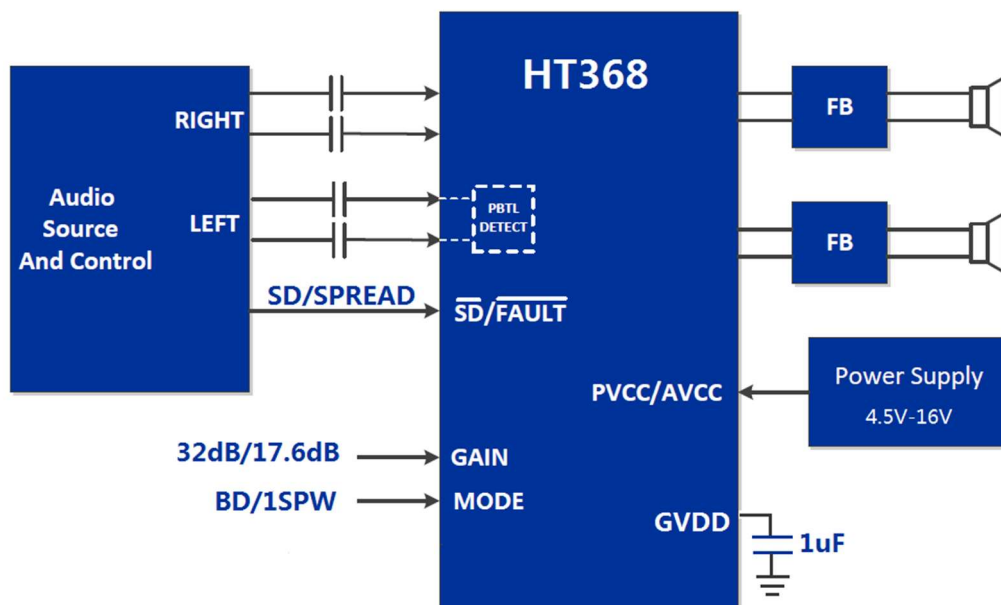 HT368
RIGHT
LEFT
Audio
Source
And Control
SD/SPREAD
PBTL
DETECT
SD/FAULT
FB
FB
PVCC/AVCC
Power Supply
4.5V-16V
32dB/17.6dB
GAIN
BD/1SPW
MODE
GVDD
1uF